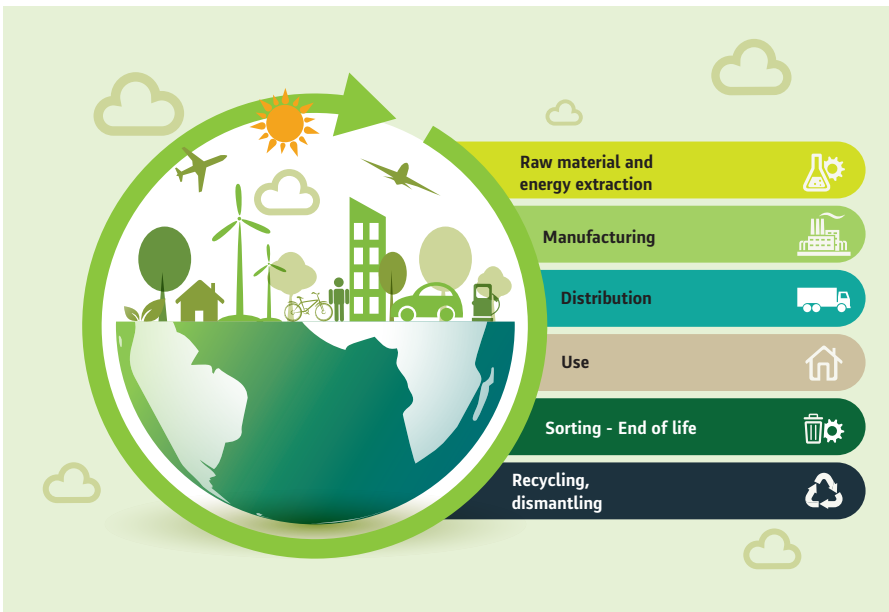 Raw material and
energy extraction
Manufacturing
Distribution
Use
Sorting - End of life
Recycling,
dismantling